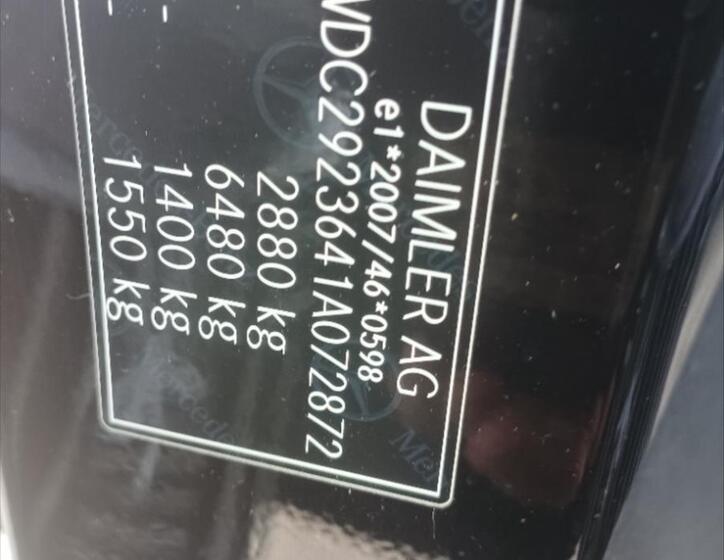 DAIMLER AG
e1*2007/46*0598
WDC2923641A072872
2880 kg
6480 kg
1400 kg
1550 kg